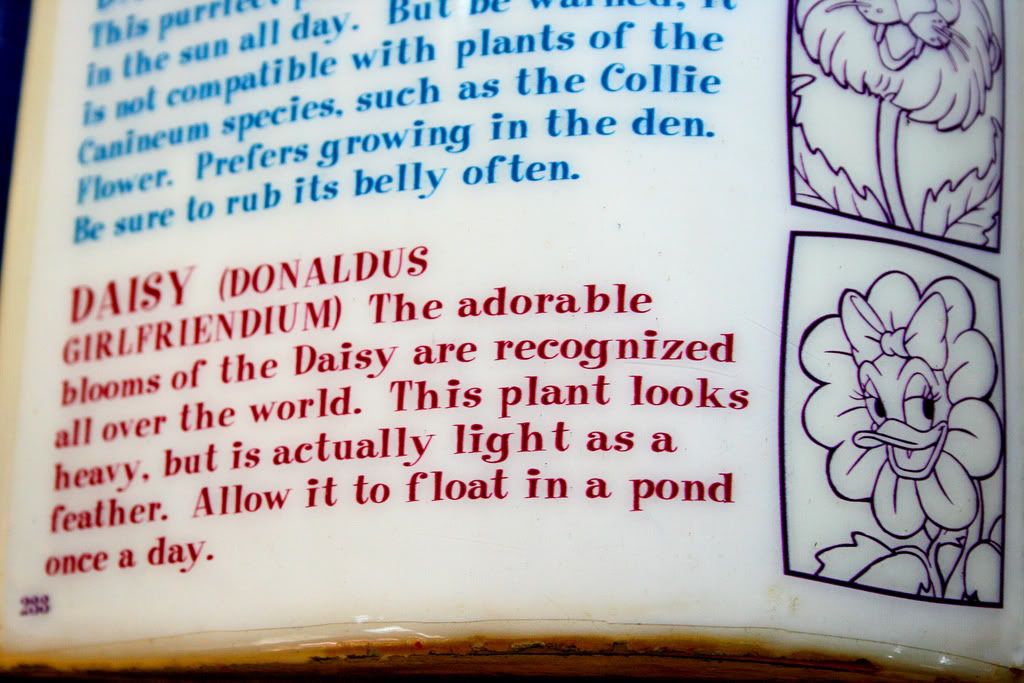 This purrfect
in the sun all day. But be warned, it
is not compatible with plants of the
Canineum species, such as the Collie
Flower. Prefers growing in the den.
Be sure to rub its belly often.
DAISY (DONALDUS
GIRLFRIENDIUM) The adorable
blooms of the Daisy are recognized
all over the world. This plant looks
heavy, but is actually light as a
feather. Allow it to float in a pond
once a day.
233